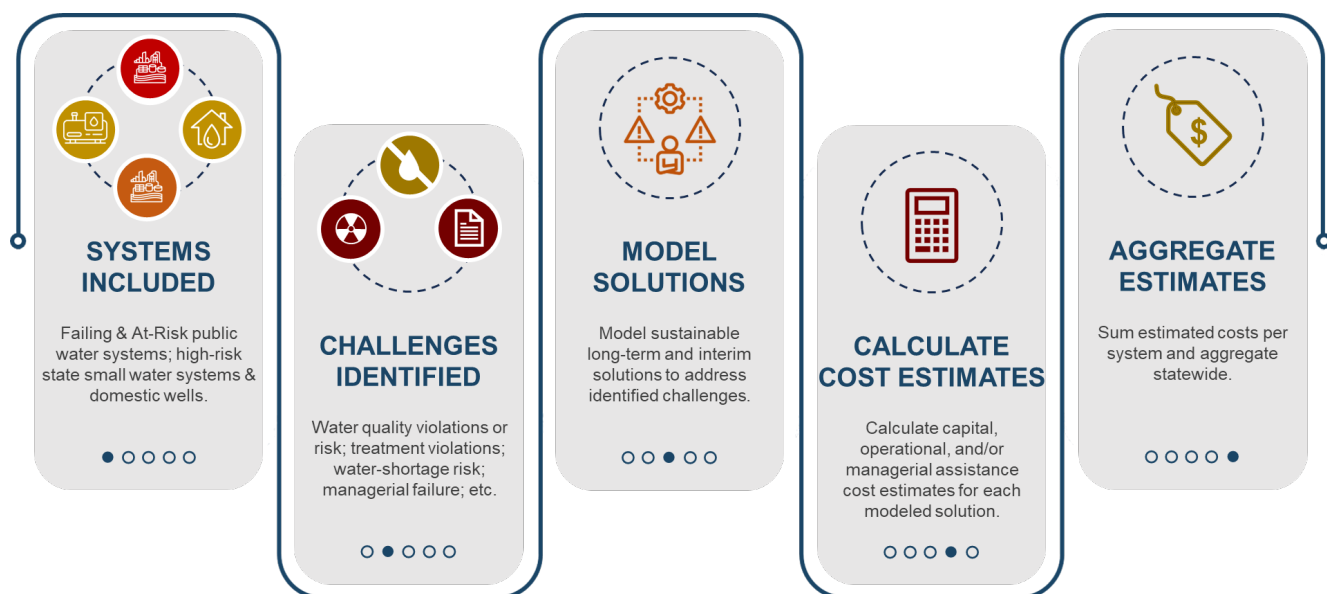 SYSTEMS
INCLUDED
Failing & At-Risk public
water systems; high-risk
state small water systems &
domestic wells.
CHALLENGES
IDENTIFIED
Water quality violations or
risk; treatment violations;
water-shortage risk;
managerial failure; etc.
MODEL
SOLUTIONS
Model sustainable
long-term and interim
solutions to address
identified challenges.
CALCULATE
COST ESTIMATES
Calculate capital,
operational, and/or
managerial assistance
cost estimates for each
modeled solution.
$
AGGREGATE
ESTIMATES
Sum estimated costs per
system and aggregate
statewide.